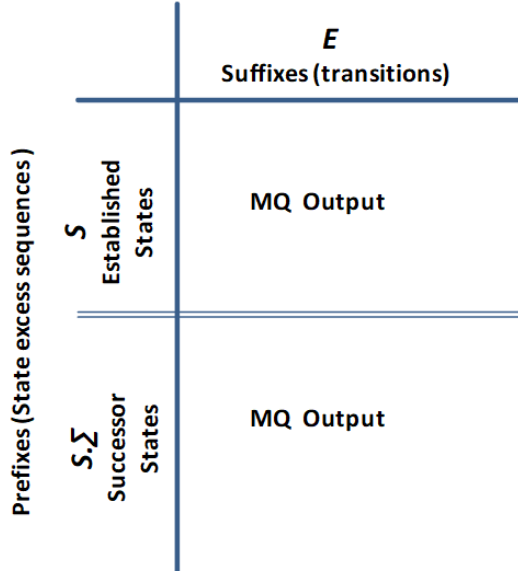 E
Suffixes (transitions)
Prefixes (State excess sequences)
S
Established
States
MQ Output
S.Σ
Successor
States
MQ Output